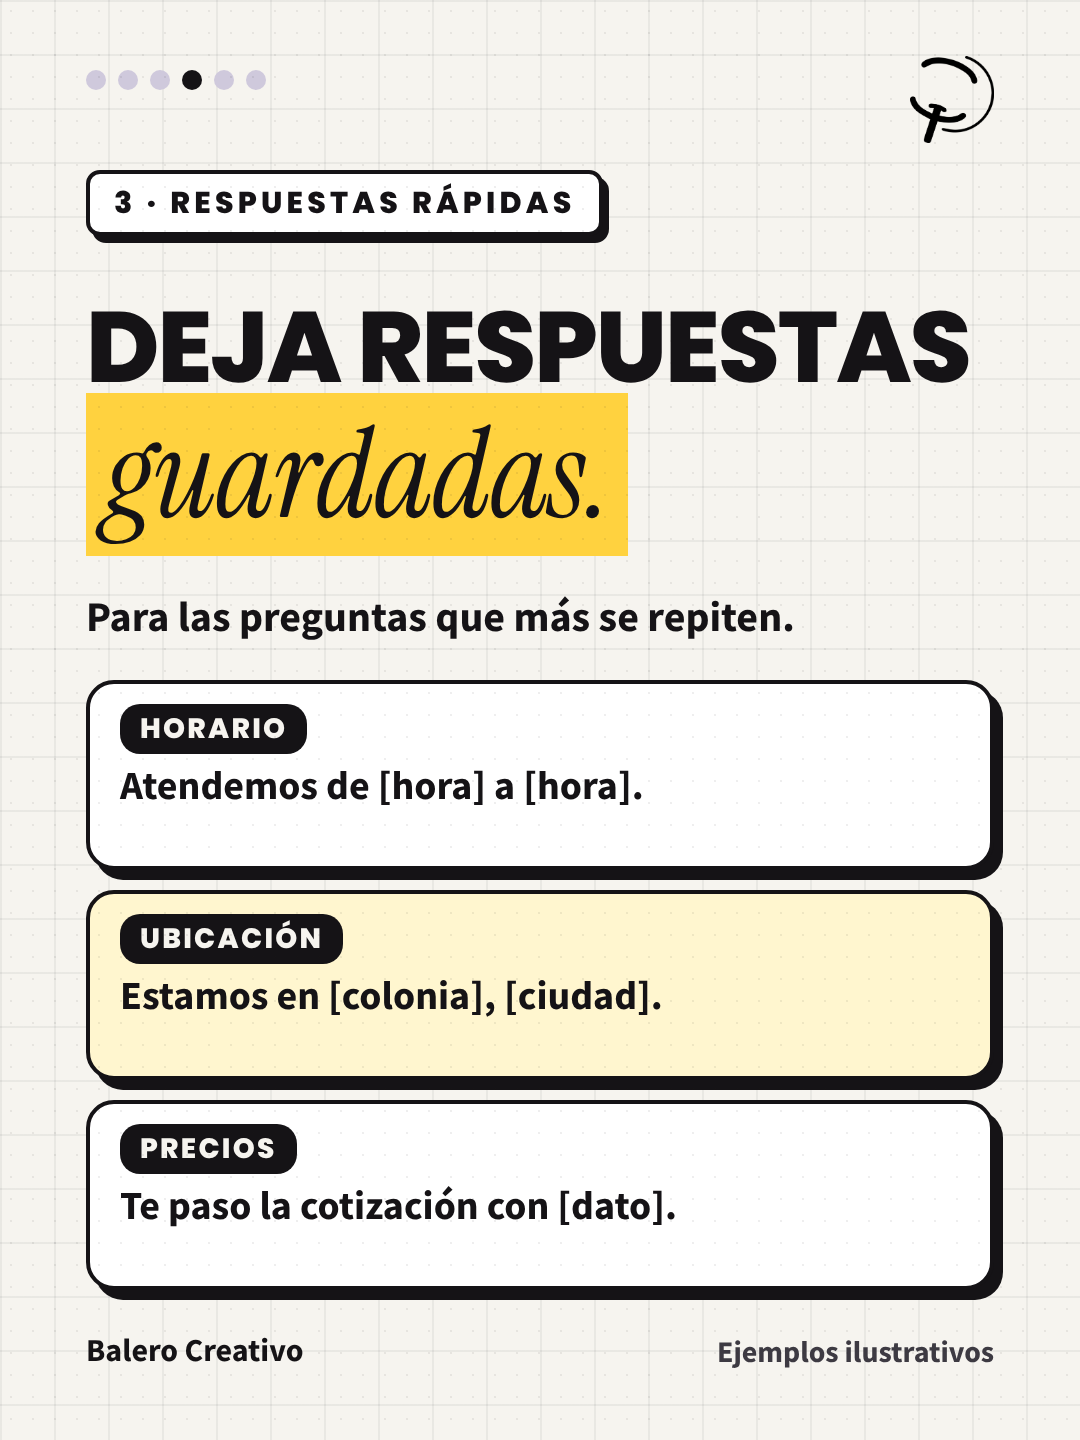 3 · RESPUESTAS RÁPIDAS
DEJA RESPUESTAS
guardadas.
Para las preguntas que más se repiten.
HORARIO
Atendemos de [hora] a [hora].
UBICACIÓN
Estamos en [colonia], [ciudad].
PRECIOS
Te paso la cotización con [dato].
Balero Creativo
Ejemplos ilustrativos